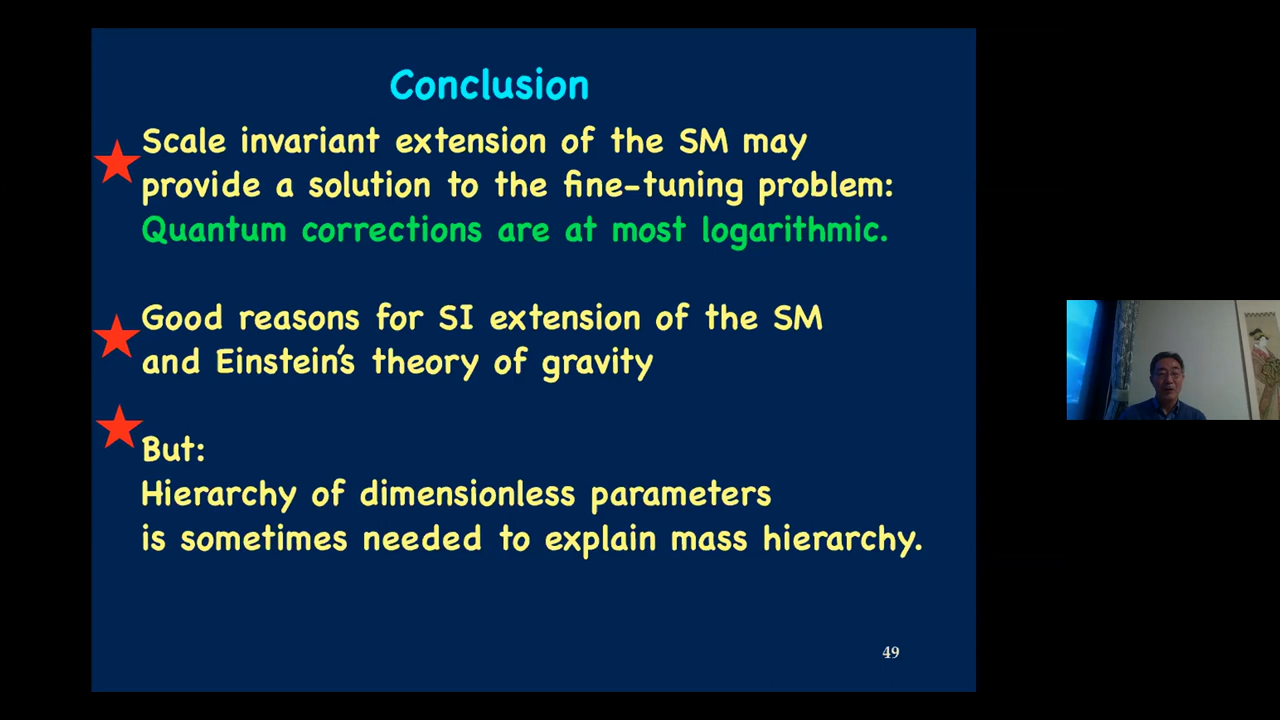 Conclusion
Scale invariant extension of the SM may
provide a solution to the fine-tuning problem:
Quantum corrections are at most logarithmic.
Good reasons for SI extension of the SM
and Einstein's theory of gravity
But:
Hierarchy of dimensionless parameters
is sometimes needed to explain mass hierarchy.
49